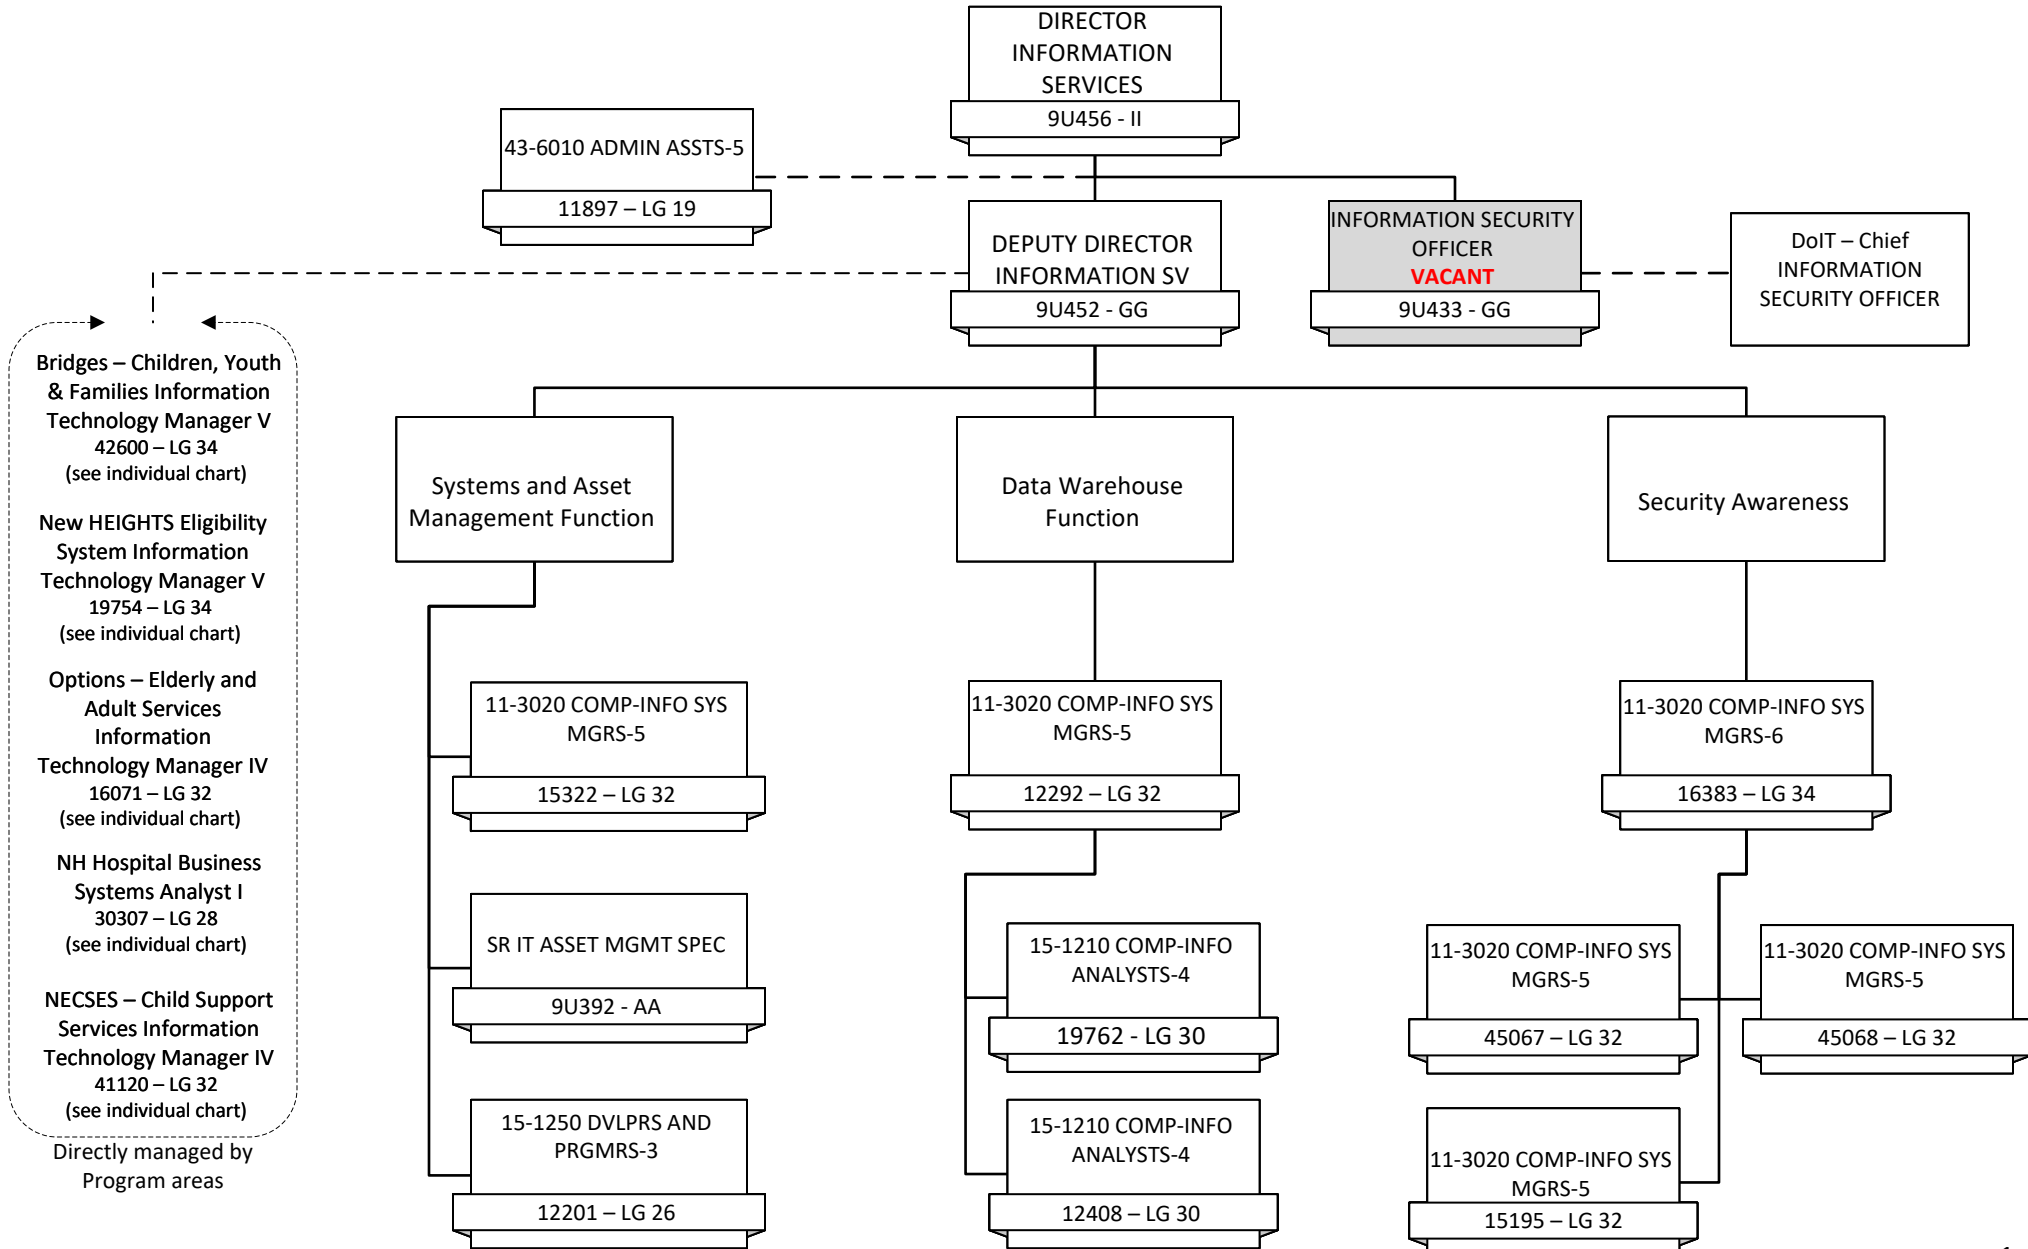 DIRECTOR
INFORMATION
SERVICES
9U456 - II
43-6010 ADMIN ASSTS-5
11897 – LG 19
DEPUTY DIRECTOR
INFORMATION SV
9U452 - GG
INFORMATION SECURITY
OFFICER
VACANT
9U433 - GG
DoIT – Chief
INFORMATION
SECURITY OFFICER
Bridges – Children, Youth
& Families Information
Technology Manager V
42600 – LG 34
(see individual chart)
New HEIGHTS Eligibility
System Information
Technology Manager V
19754 – LG 34
(see individual chart)
Options – Elderly and
Adult Services
Information
Technology Manager IV
16071 – LG 32
(see individual chart)
NH Hospital Business
Systems Analyst I
30307 – LG 28
(see individual chart)
NECSES – Child Support
Services Information
Technology Manager IV
41120 – LG 32
(see individual chart)
Directly managed by
Program areas
Systems and Asset
Management Function
11-3020 COMP-INFO SYS
MGRS-5
15322 – LG 32
SR IT ASSET MGMT SPEC
9U392 - AA
15-1250 DVLPRS AND
PRGMRS-3
12201 – LG 26
Data Warehouse
Function
11-3020 COMP-INFO SYS
MGRS-5
12292 – LG 32
15-1210 COMP-INFO
ANALYSTS-4
19762 - LG 30
15-1210 COMP-INFO
ANALYSTS-4
12408 – LG 30
Security Awareness
11-3020 COMP-INFO SYS
MGRS-6
16383 – LG 34
11-3020 COMP-INFO SYS
MGRS-5
45067 – LG 32
11-3020 COMP-INFO SYS
MGRS-5
45068 – LG 32
11-3020 COMP-INFO SYS
MGRS-5
15195 – LG 32